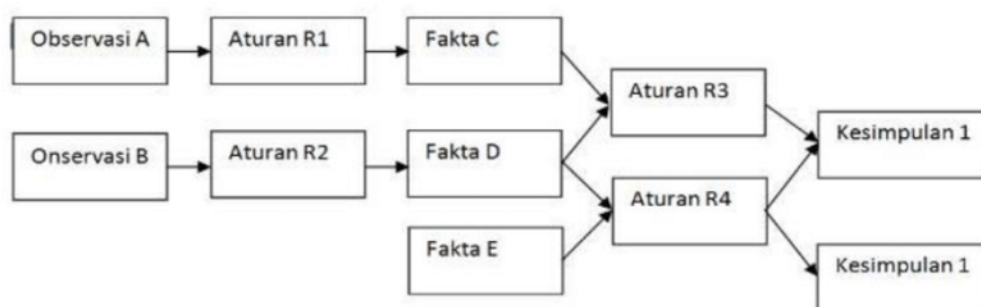 Observasi A
Aturan R1
Fakta C
Aturan R3
Kesimpulan 1
Onservasi B
Aturan R2
Fakta D
Aturan R4
Fakta E
Kesimpulan 1